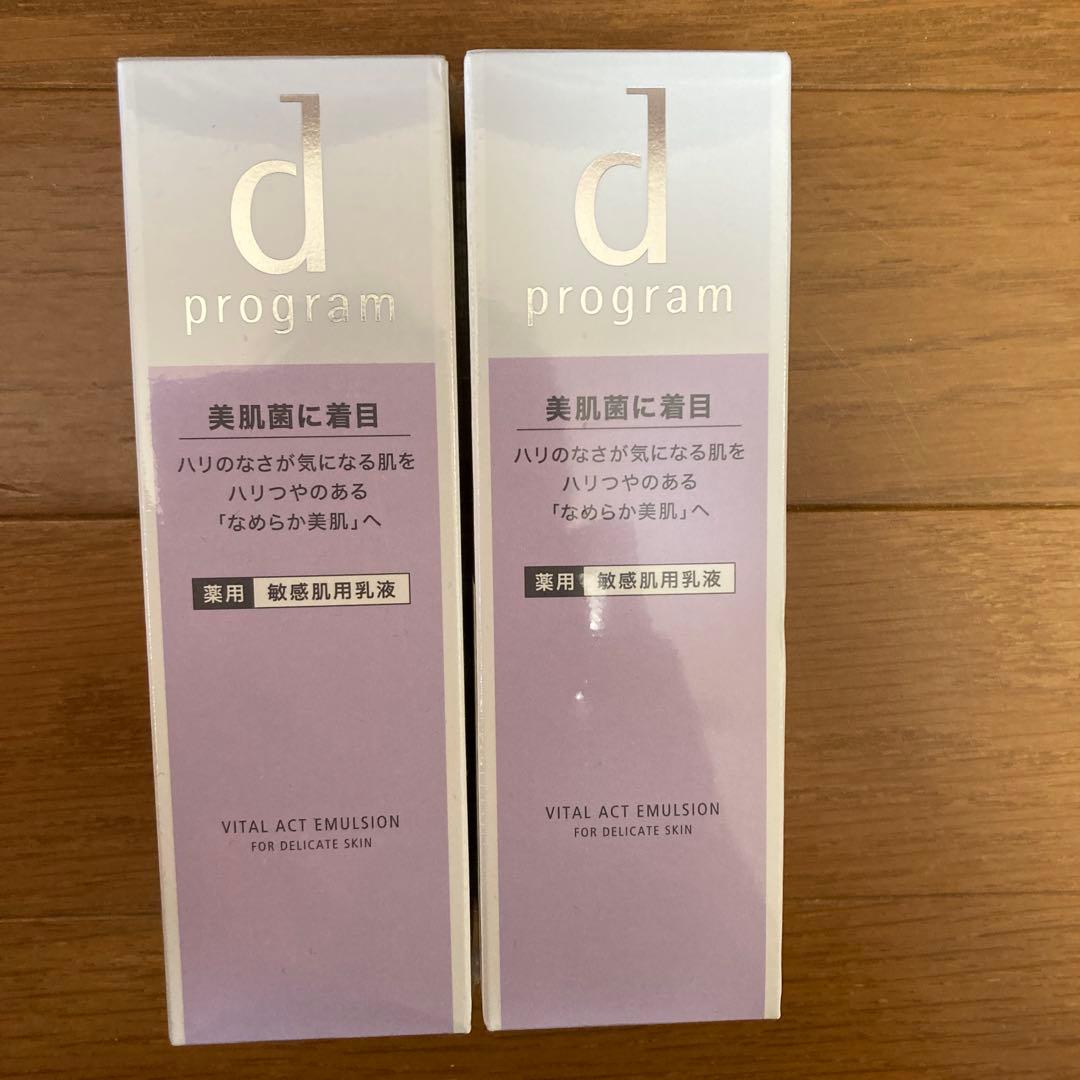 d
program
美肌菌に着目
ハリのなさが気になる肌を
ハリつやのある
「なめらか美肌」へ
薬用 敏感肌用乳液
VITAL ACT EMULSION
FOR DELICATE SKIN
d
program
美肌菌に着目
ハリのなさが気になる肌を
ハリつやのある
「なめらか美肌」へ
薬用 敏感肌用乳液
VITAL ACT EMULSION
FOR DELICATE SKIN